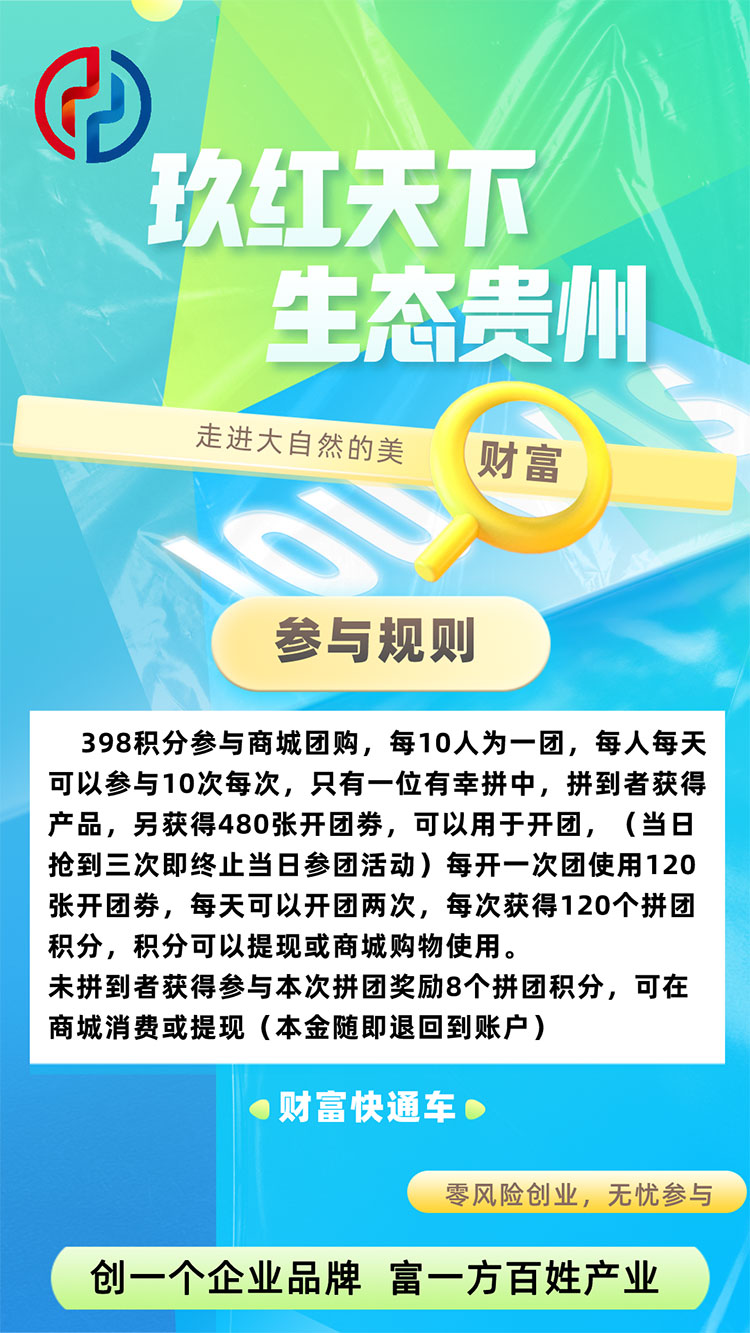 玖红天下
生态贵州
走进大自然的美
财富
参与规则
398积分参与商城团购，每10人为一团，每人每天
可以参与10次每次，只有一位有幸拼中，拼到者获得
产品，另获得480张开团券，可以用于开团，（当日
抢到三次即终止当日参团活动）每开一次团使用120
张开团券，每天可以开团两次，每次获得120个拼团
积分，积分可以提现或商城购物使用。
未拼到者获得参与本次拼团奖励8个拼团积分，可在
商城消费或提现（本金随即退回到账户）
财富快通车
零风险创业，无忧参与
创一个企业品牌 富一方百姓产业